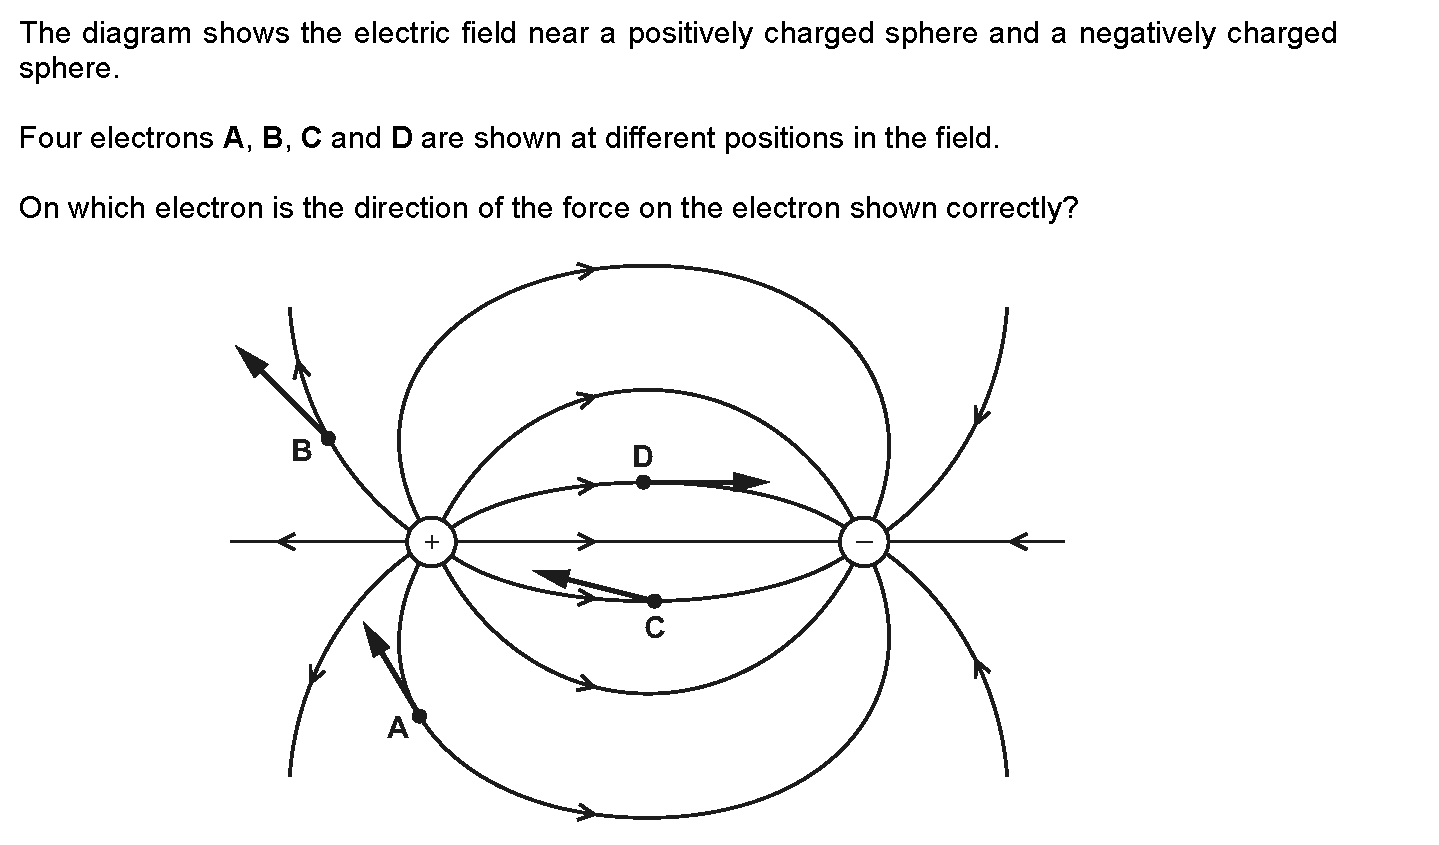 The diagram shows the electric field near a positively charged sphere and a negatively charged
sphere.
Four electrons A, B, C and D are shown at different positions in the field.
On which electron is the direction of the force on the electron shown correctly?
B
D
+
−
C
A